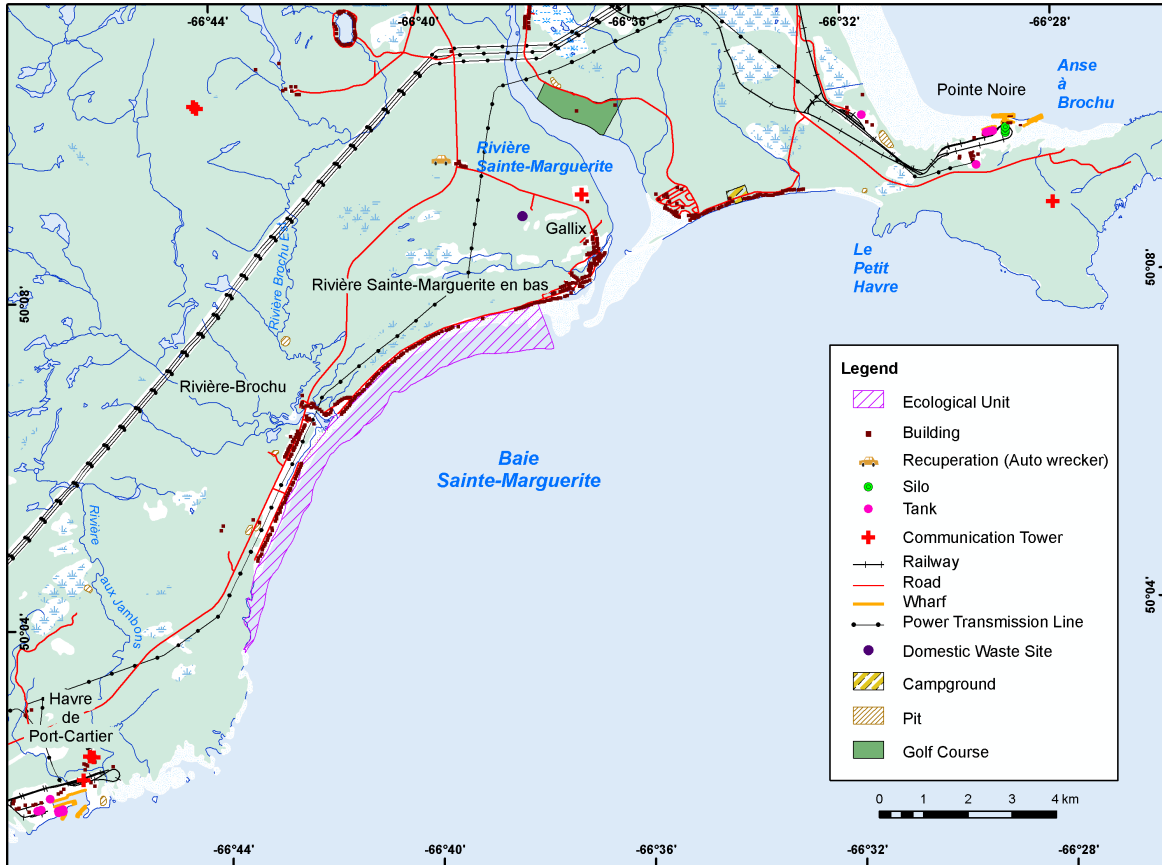 -66°44'
-66°40'
-66°36'
-66°32'
-66°28'
Anse
à
Brochu
Pointe Noire
Rivière
Sainte-Marguerite
Gallix
Le
Petit
Havre
Rivière Sainte-Marguerite en bas
Rivière Brochu Est
50°08'
50°08'
Rivière-Brochu
Baie
Sainte-Marguerite
Rivière
aux Jambons
50°04'
50°04'
Havre
de
Port-Cartier
Legend
Ecological Unit
Building
Recuperation (Auto wrecker)
Silo
Tank
Communication Tower
Railway
Road
Wharf
Power Transmission Line
Domestic Waste Site
Campground
Pit
Golf Course
0 1 2 3 4 km
-66°44'
-66°40'
-66°36'
-66°32'
-66°28'